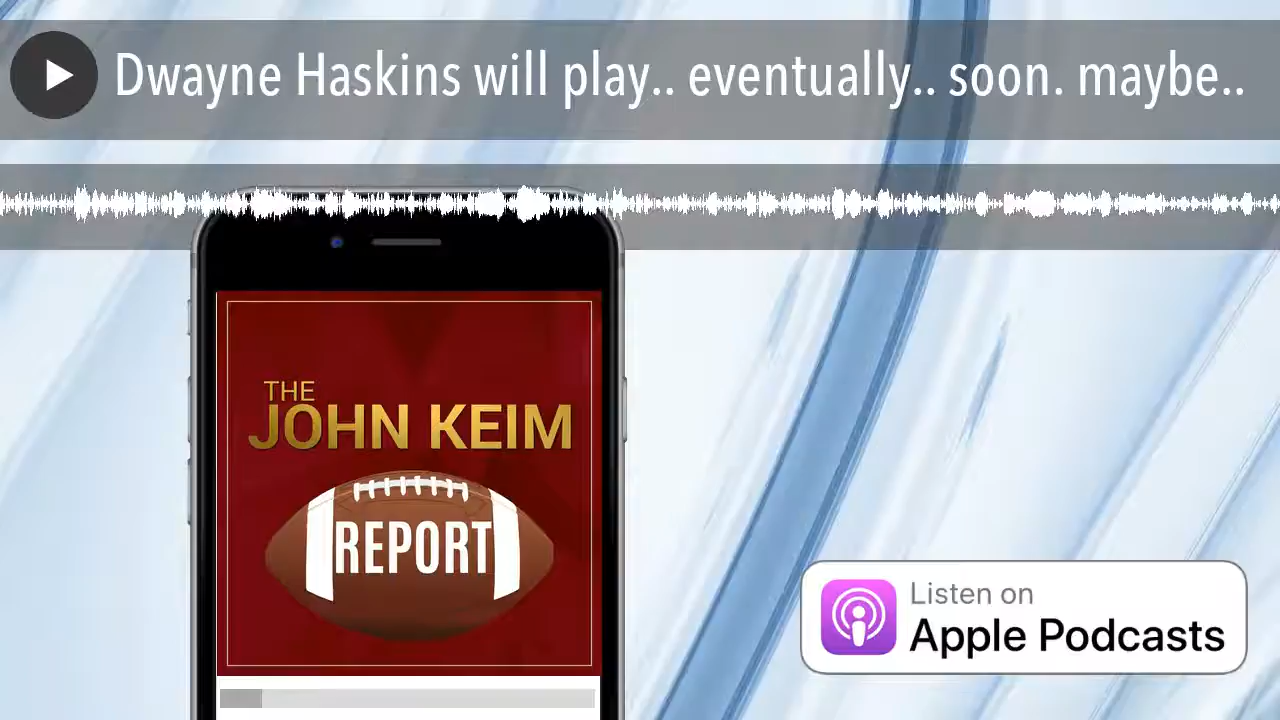 Dwayne Haskins will play.. eventually.. soon. maybe..
THE
JOHN KEIM
REPORT
Listen on
Apple Podcasts